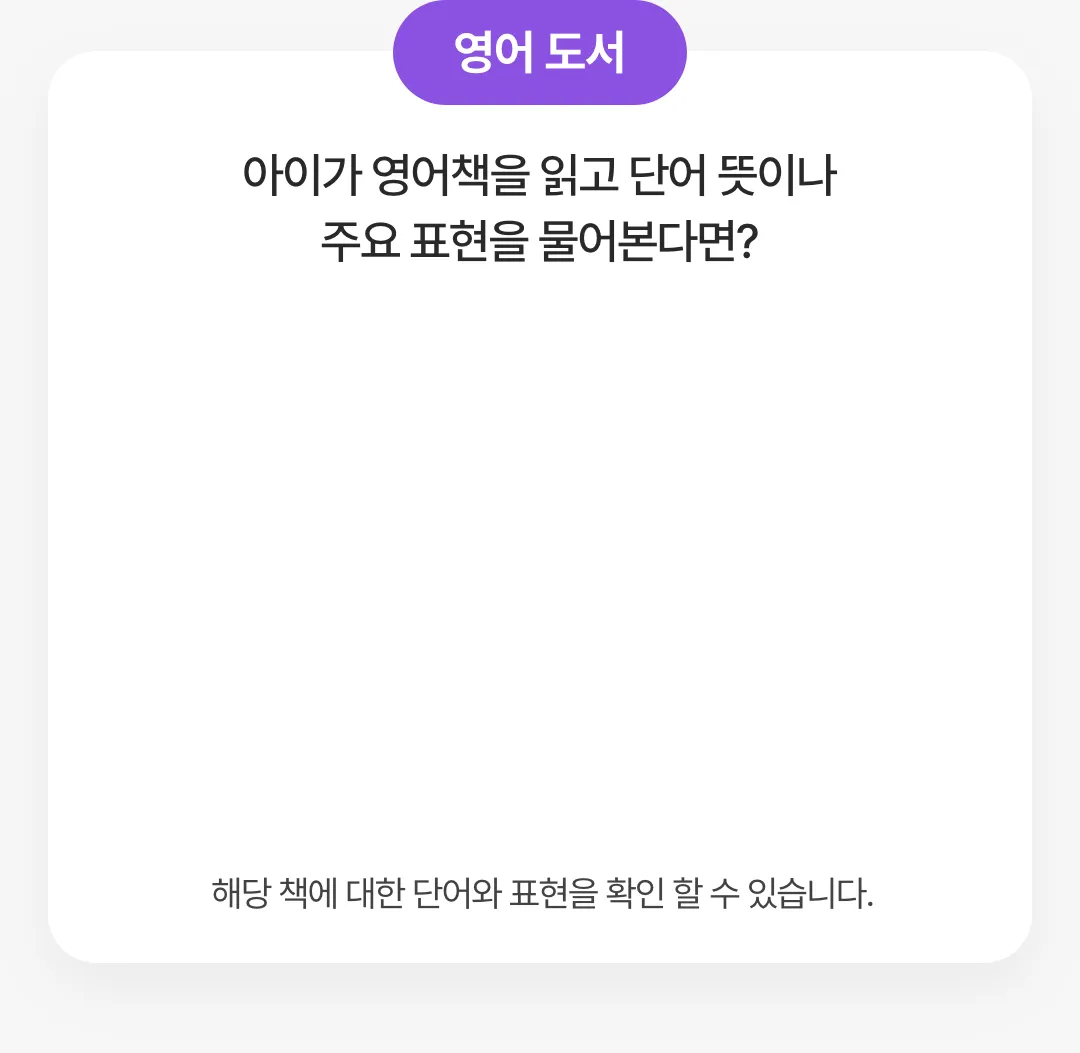 영어 도서
아이가 영어책을 읽고 단어 뜻이나
주요 표현을 물어본다면?
해당 책에 대한 단어와 표현을 확인 할 수 있습니다.